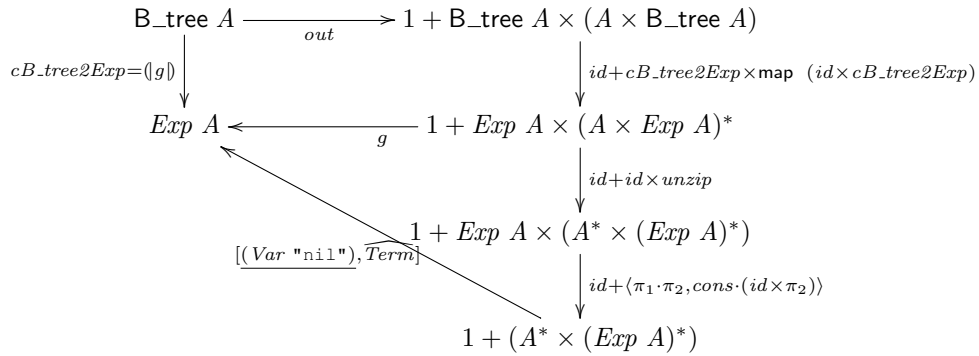 B_tree A out 1 + B_tree A × (A × B_tree A)
cB_tree2Exp=⦇g⦈ id+cB_tree2Exp×map (id×cB_tree2Exp)
Exp A g 1 + Exp A × (A × Exp A)*
id+id×unzip
1 + Exp A × (A* × (Exp A)*)
[(Var "nil"),Term]
id+⟨π₁·π₂,cons·(id×π₂)⟩
1 + (A* × (Exp A)*)